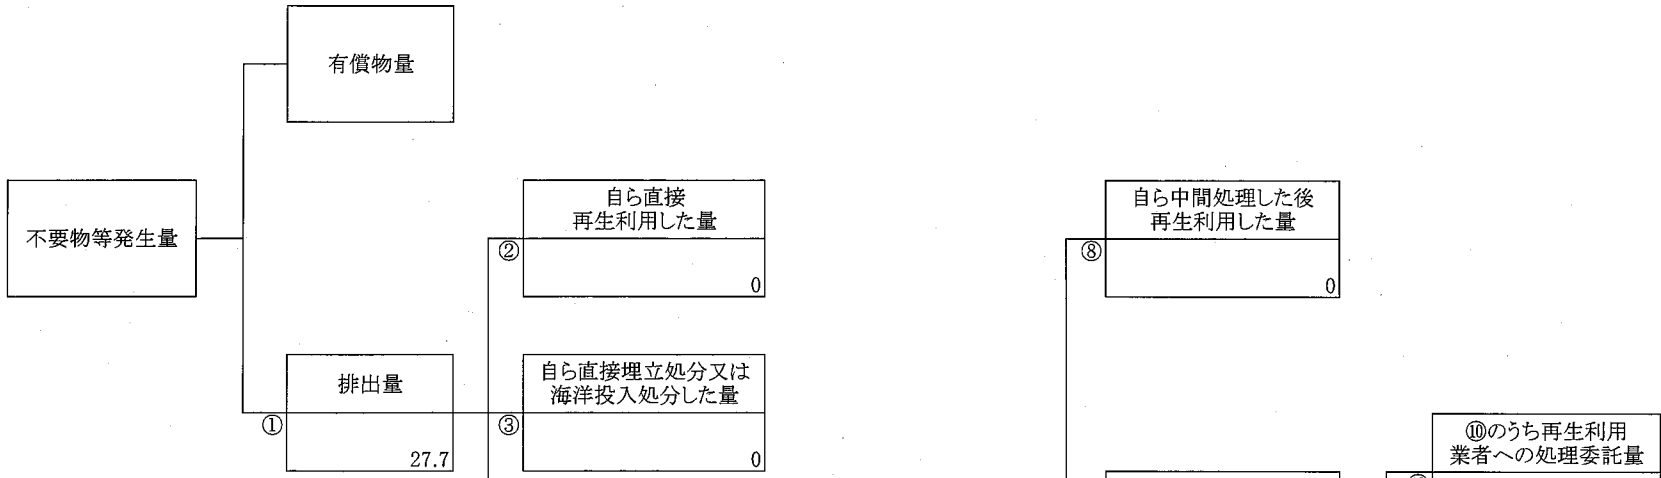 有償物量
不要物等発生量
自ら直接
再生利用した量
②
0
自ら中間処理した後
再生利用した量
⑧
0
排出量
①
27.7
自ら直接埋立処分又は
海洋投入処分した量
③
0
⑩のうち再生利用
業者への処理委託量